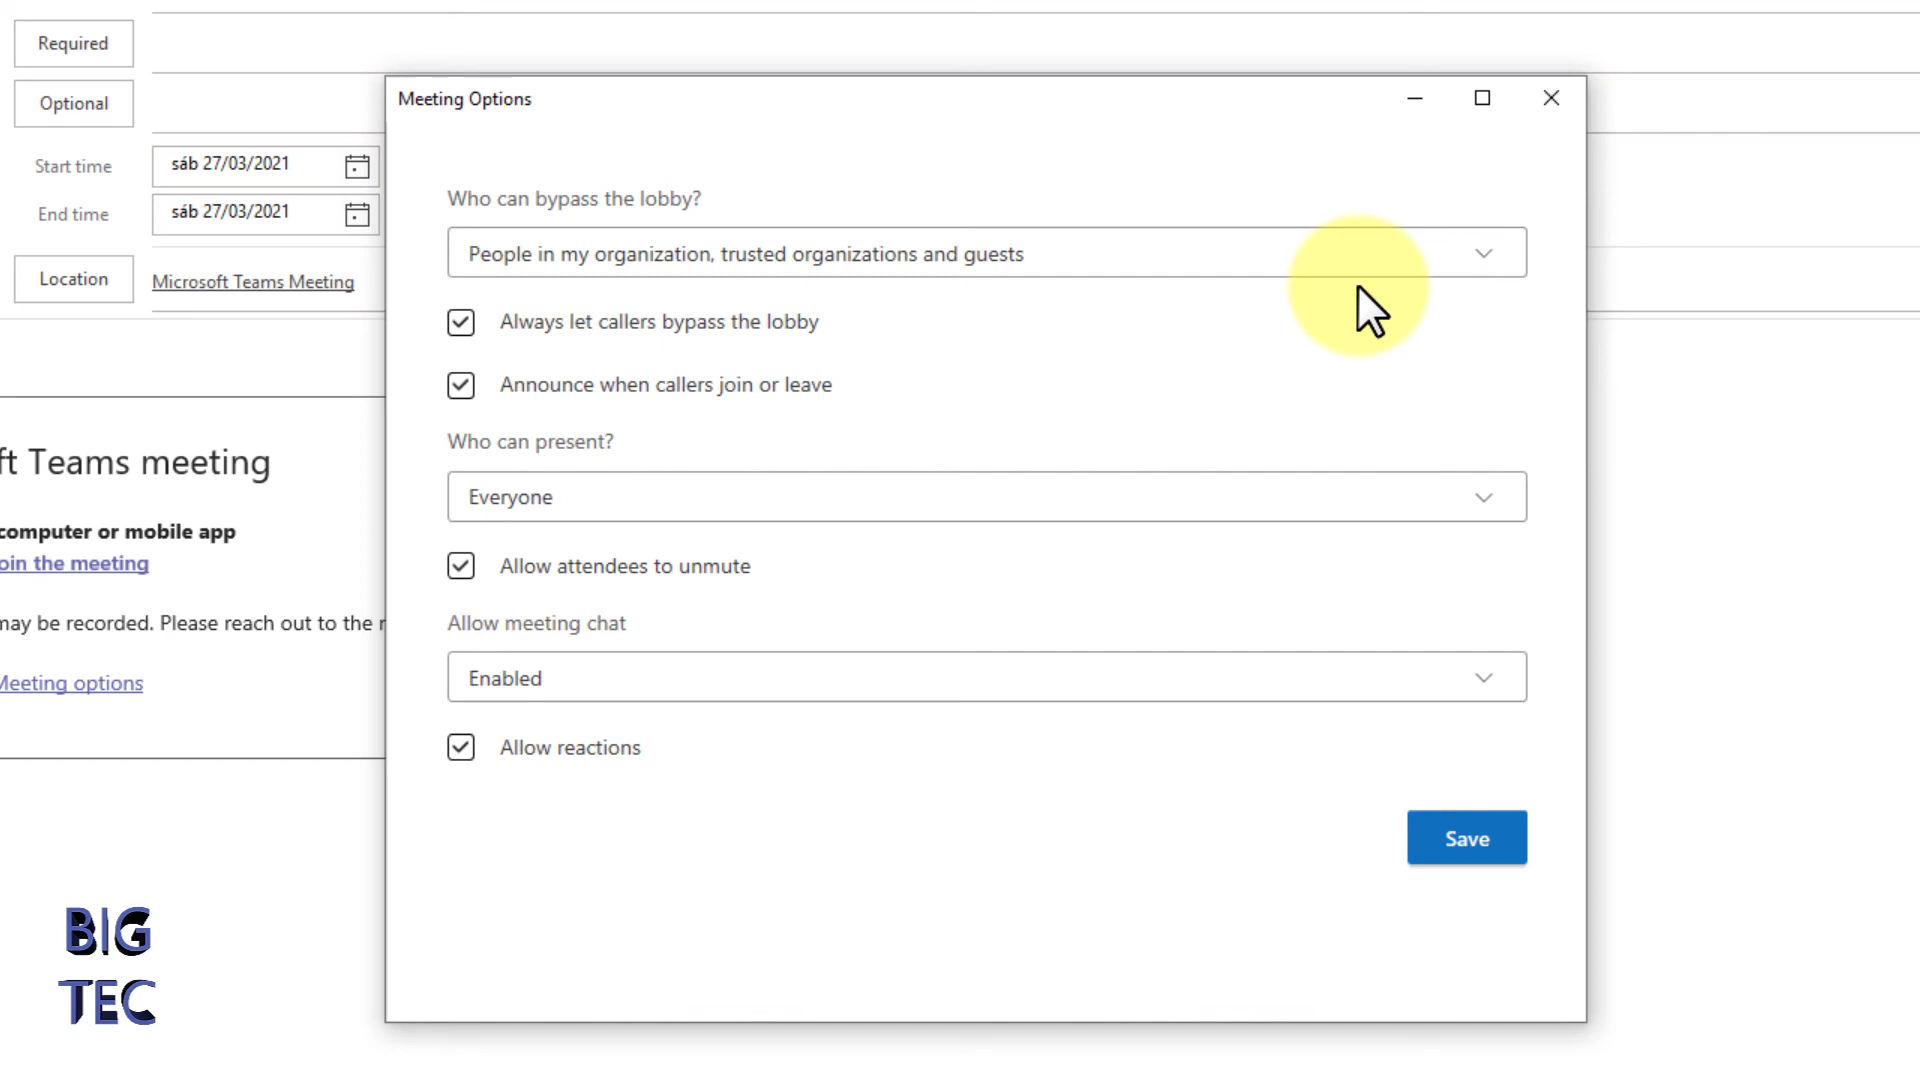 Required
Optional
Start time
sáb 27/03/2021
End time
sáb 27/03/2021
Location
Microsoft Teams Meeting
ft Teams meeting
computer or mobile app
oin the meeting
may be recorded. Please reach out to the
Meeting options
BIG
TEC
Meeting Options
Who can bypass the lobby?
People in my organization, trusted organizations and guests
Always let callers bypass the lobby
Announce when callers join or leave
Who can present?
Everyone
Allow attendees to unmute
Allow meeting chat
Enabled
Allow reactions
Save